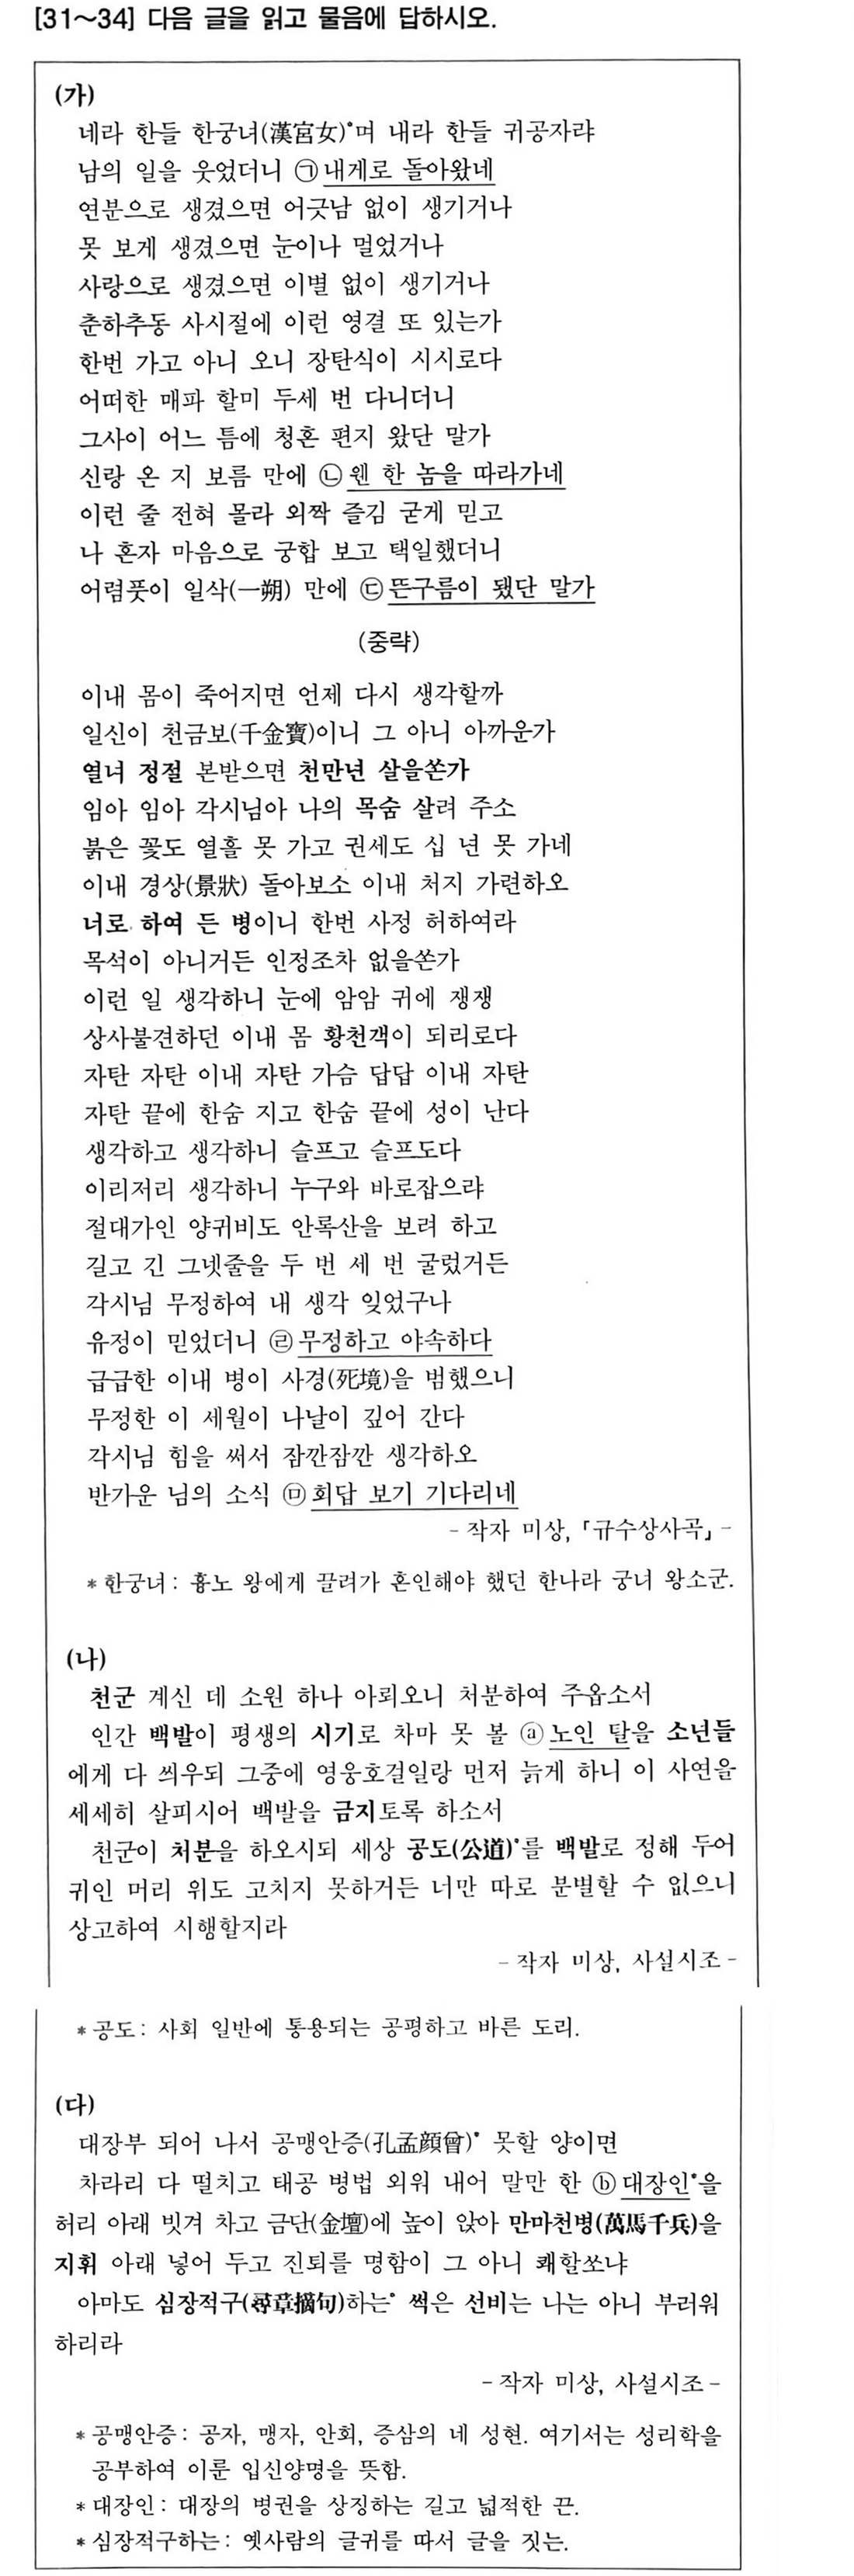 [31～34] 다음 글을 읽고 물음에 답하시오.
(가)
네라 한들 한궁녀(漢宮女)*며 내라 한들 귀공자랴
남의 일을 웃었더니 ㉠내게로 돌아왔네
연분으로 생겼으면 어긋남 없이 생기거나
못 보게 생겼으면 눈이나 멀었거나
사랑으로 생겼으면 이별 없이 생기거나
춘하추동 사시절에 이런 영결 또 있는가
한번 가고 아니 오니 장탄식이 시시로다
어떠한 매파 할미 두세 번 다니더니
그사이 어느 틈에 청혼 편지 왔단 말가
신랑 온 지 보름 만에 ㉡웬 한 놈을 따라가네
이런 줄 전혀 몰라 외짝 즐김 굳게 믿고
나 혼자 마음으로 궁합 보고 택일했더니
어렴풋이 일삭(一朔) 만에 ㉢뜬구름이 됐단 말가
(중략)
이내 몸이 죽어지면 언제 다시 생각할까
일신이 천금보(千金寶)이니 그 아니 아까운가
열녀 정절 본받으면 천만년 살을쏜가
임아 임아 각시님아 나의 목숨 살려 주소
붉은 꽃도 열흘 못 가고 권세도 십 년 못 가네
이내 경상(景狀) 돌아보소 이내 처지 가련하오
너로 하여 든 병이니 한번 사정 허하여라
목석이 아니거든 인정조차 없을쏜가
이런 일 생각하니 눈에 암암 귀에 쟁쟁
상사불견하던 이내 몸 황천객이 되리로다
자탄 자탄 이내 자탄 가슴 답답 이내 자탄
자탄 끝에 한숨 지고 한숨 끝에 성이 난다
생각하고 생각하니 슬프고 슬프도다
이리저리 생각하니 누구와 바로잡으랴
절대가인 양귀비도 안록산을 보려 하고
길고 긴 그넷줄을 두 번 세 번 굴렀거든
각시님 무정하여 내 생각 잊었구나
유정이 믿었더니 ㉣무정하고 야속하다
급급한 이내 병이 사경(死境)을 범했으니
무정한 이 세월이 나날이 깊어 간다
각시님 힘을 써서 잠깐잠깐 생각하오
반가운 님의 소식 ㉤회답 보기 기다리네
- 작자 미상, 「규수상사곡」 -
* 한궁녀 : 흉노 왕에게 끌려가 혼인해야 했던 한나라 궁녀 왕소군.
(나)
천군 계신 데 소원 하나 아뢰오니 처분하여 주옵소서
인간 백발이 평생의 시기로 차마 못 볼 ⓐ노인 탈을 소년들
에게 다 씌우되 그중에 영웅호걸일랑 먼저 늙게 하니 이 사연을
세세히 살피시어 백발을 금지토록 하소서
천군이 처분을 하오시되 세상 공도(公道)*를 백발로 정해 두어
귀인 머리 위도 고치지 못하거든 너만 따로 분별할 수 없으니
상고하여 시행할지라
- 작자 미상, 사설시조 -
* 공도 : 사회 일반에 통용되는 공평하고 바른 도리.
(다)
대장부 되어 나서 공맹안증(孔孟顔曾)* 못할 양이면
차라리 다 떨치고 태공 병법 외워 내어 말만 한 ⓑ대장인*을
허리 아래 빗겨 차고 금단(金壇)에 높이 앉아 만마천병(萬馬千兵)을
지휘 아래 넣어 두고 진퇴를 명함이 그 아니 쾌할쏘냐
아마도 심장적구(尋章摘句)하는* 썩은 선비는 나는 아니 부러워
하리라
- 작자 미상, 사설시조 -
* 공맹안증 : 공자, 맹자, 안회, 증삼의 네 성현. 여기서는 성리학을
공부하여 이룬 입신양명을 뜻함.
* 대장인 : 대장의 병권을 상징하는 길고 넓적한 끈.
* 심장적구하는 : 옛사람의 글귀를 따서 글을 짓는.